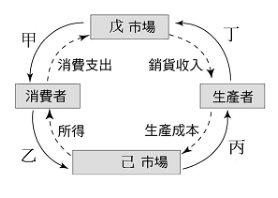 甲
戊 市場
丁
消費支出
銷貨收入
消費者
生產者
所得
生產成本
乙
己 市場
丙